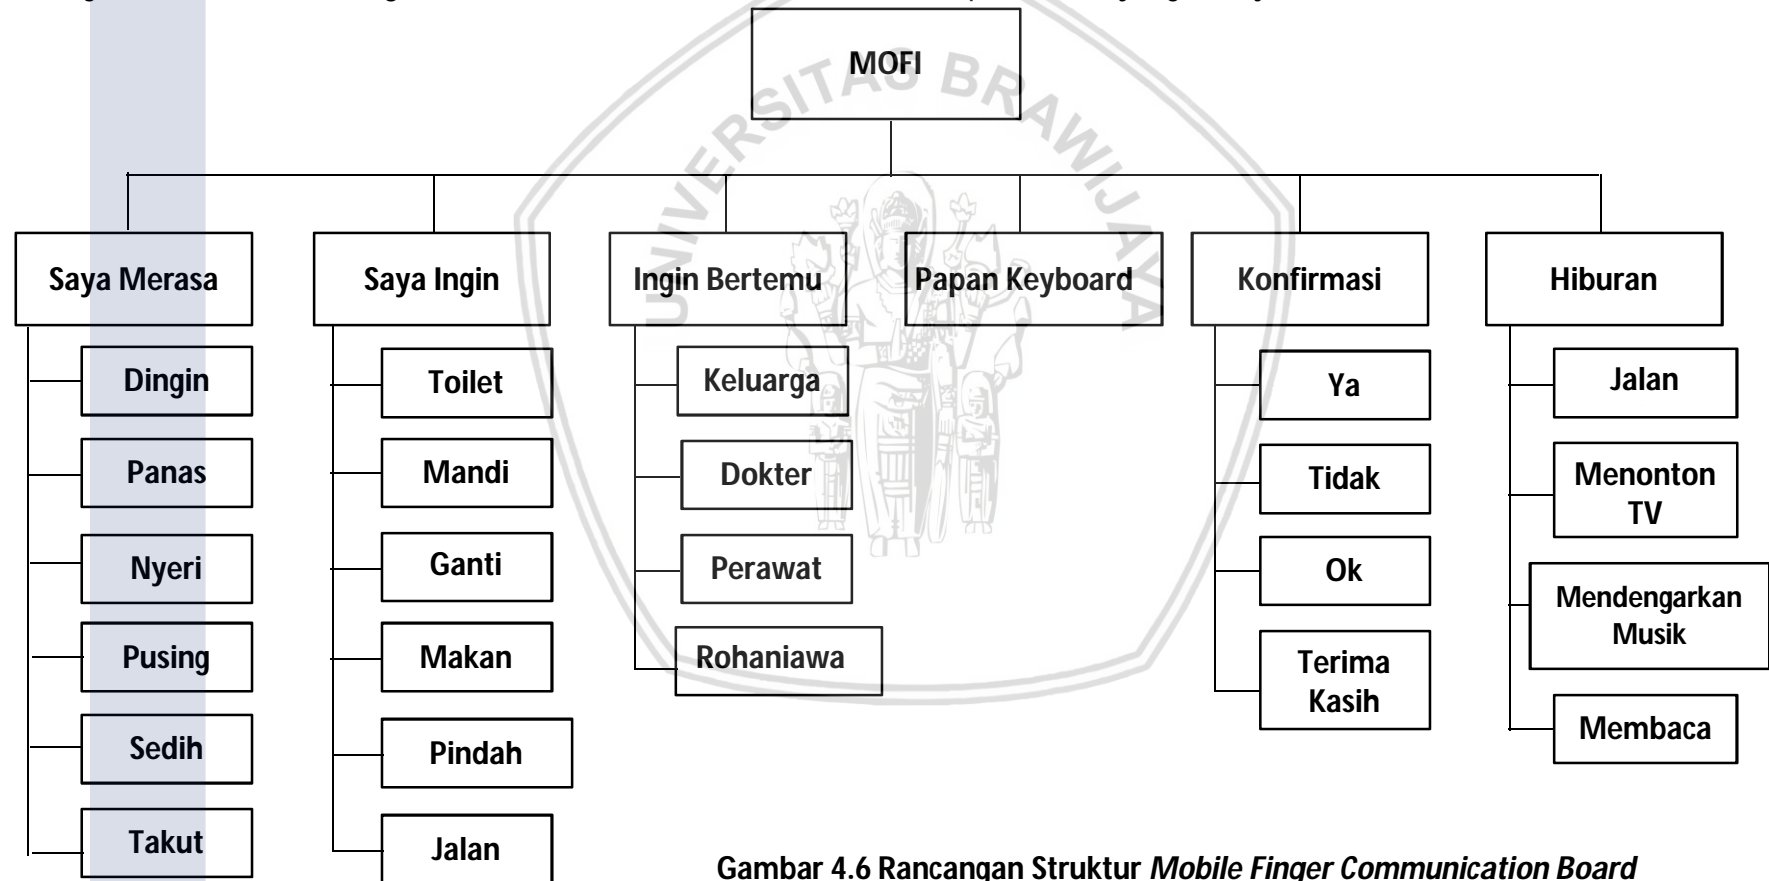 MOFI
UNIVERSITAS BRAWIJAYA
Saya Merasa
Saya Ingin
Ingin Bertemu
Papan Keyboard
Konfirmasi
Hiburan
Dingin
Panas
Nyeri
Pusing
Sedih
Takut
Toilet
Mandi
Ganti
Makan
Pindah
Jalan
Keluarga
Dokter
Perawat
Rohaniawa
Ya
Tidak
Ok
Terima
Kasih
Jalan
Menonton
TV
Mendengarkan
Musik
Membaca
Gambar 4.6 Rancangan Struktur Mobile Finger Communication Board